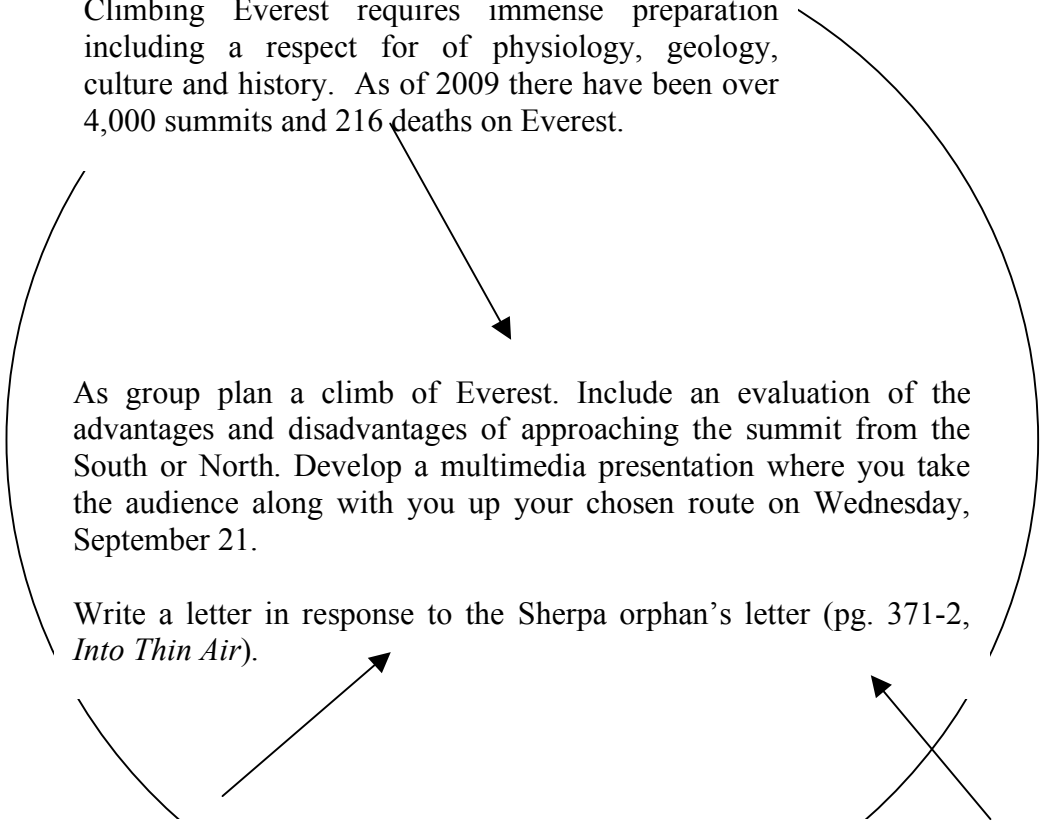 Climbing Everest requires immense preparation
including a respect for of physiology, geology,
culture and history. As of 2009 there have been over
4,000 summits and 216 deaths on Everest.
As group plan a climb of Everest. Include an evaluation of the
advantages and disadvantages of approaching the summit from the
South or North. Develop a multimedia presentation where you take
the audience along with you up your chosen route on Wednesday,
September 21.
Write a letter in response to the Sherpa orphan’s letter (pg. 371-2,
Into Thin Air).